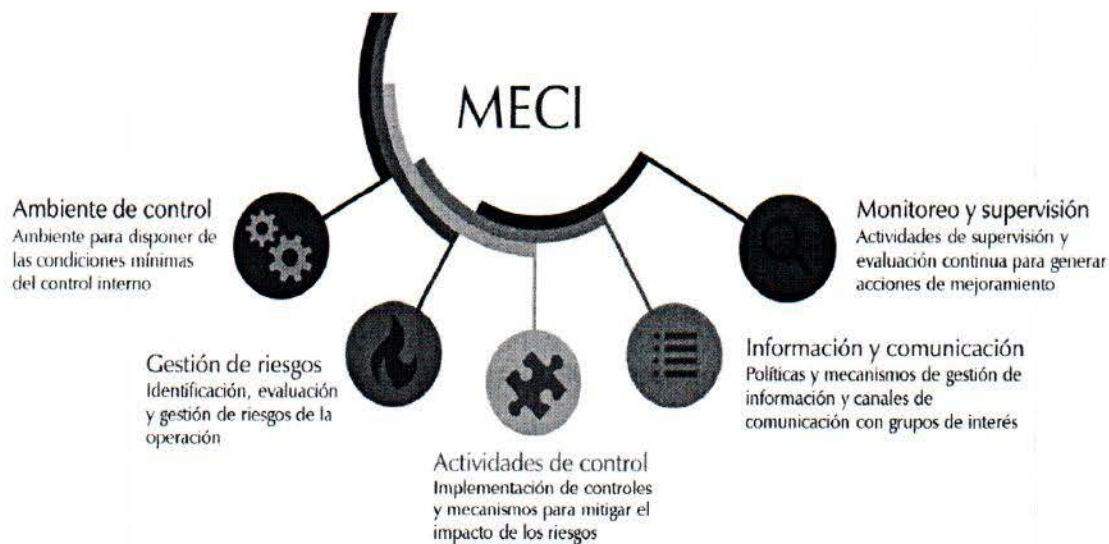 MECI
Ambiente de control
Ambiente para disponer de
las condiciones mínimas
del control interno
Gestión de riesgos
Identificación, evaluación
y gestión de riesgos de la
operación
Actividades de control
Implementación de controles
y mecanismos para mitigar el
impacto de los riesgos
Información y comunicación
Políticas y mecanismos de gestión de
información y canales de
comunicación con grupos de interés
Monitoreo y supervisión
Actividades de supervisión y
evaluación continua para generar
acciones de mejoramiento